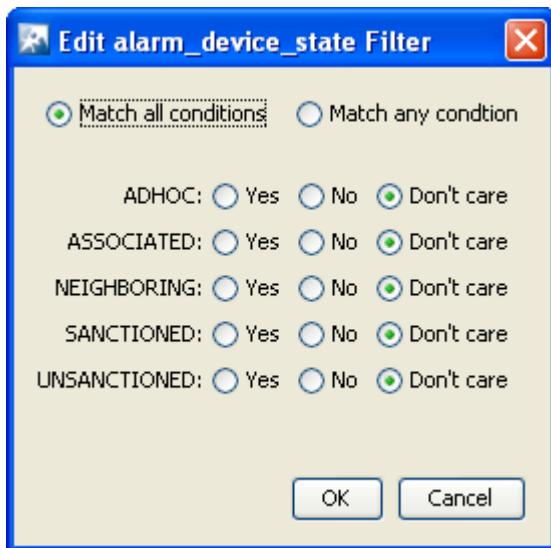 Edit alarm_device_state Filter
Match all conditions Match any condtion
ADHOC: Yes No Don't care
ASSOCIATED: Yes No Don't care
NEIGHBORING: Yes No Don't care
SANCTIONED: Yes No Don't care
UNSANCTIONED: Yes No Don't care
OK Cancel